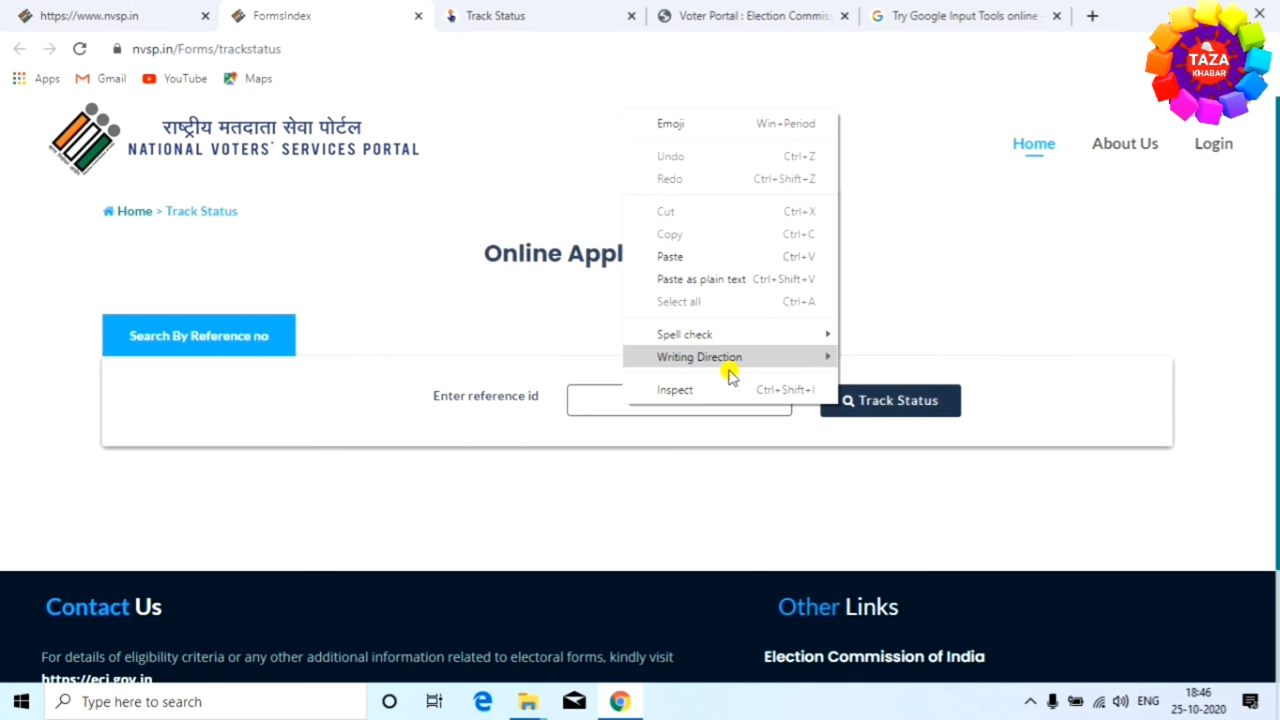 https://www.nvsp.in
FormsIndex
Track Status
Voter Portal : Election Commis
Try Google Input Tools online -
nvsp.in/Forms/trackstatus
Apps
Gmail
YouTube
Maps
TAZA
KHABAR
राष्ट्रीय मतदाता सेवा पोर्टल
NATIONAL VOTERS' SERVICES PORTAL
Home
About Us
Login
Home > Track Status
Online Appl
Emoji Win+Period
Undo Ctrl+Z
Redo Ctrl+Shift+Z
Cut Ctrl+X
Copy Ctrl+C
Paste Ctrl+V
Paste as plain text Ctrl+Shift+V
Select all Ctrl+A
Spell check
Writing Direction
Inspect Ctrl+Shift+I
Search By Reference no
Enter reference id
Track Status
Contact Us
For details of eligibility criteria or any other additional information related to electoral forms, kindly visit
https://eci.gov.in
Other Links
Election Commission of India
Type here to search
ENG
18:46
25-10-2020